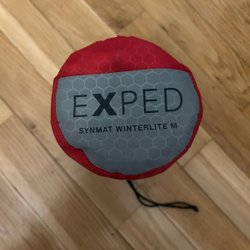 EXPED
SYNMAT WINTERLITE M